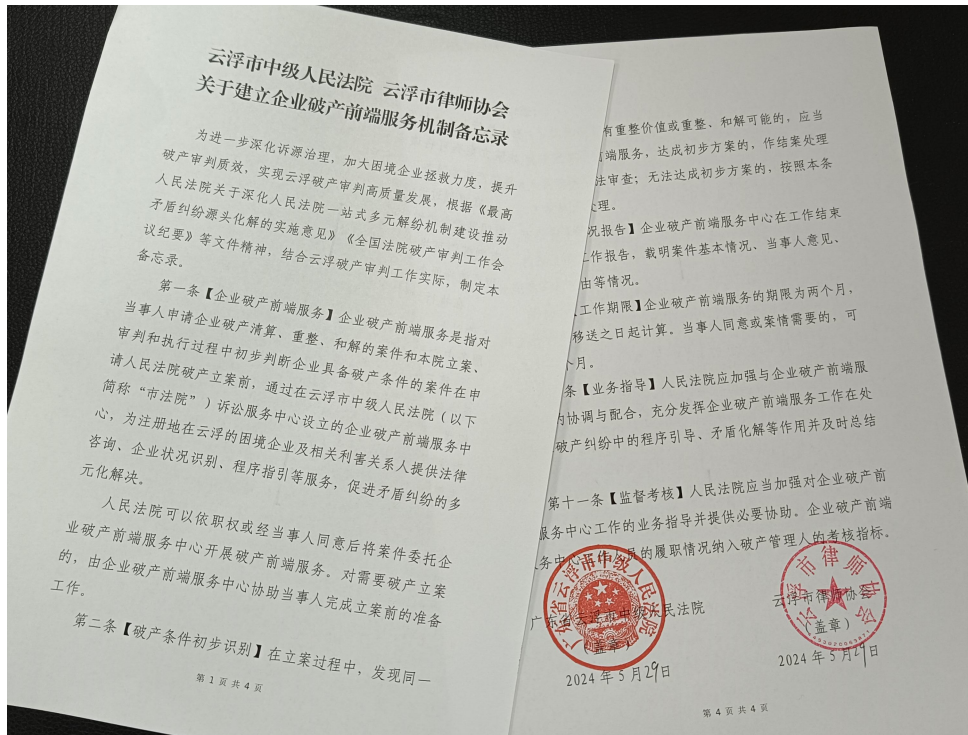 云浮市中级人民法院 云浮市律师协会
关于建立企业破产前端服务机制备忘录
为进一步深化诉源治理，加大困境企业拯救力度，提升
破产审判质效，实现云浮破产审判高质量发展，根据《最高
人民法院关于深化人民法院一站式多元解纷机制建设推动
矛盾纠纷源头化解的实施意见》《全国法院破产审判工作会
议纪要》等文件精神，结合云浮破产审判工作实际，制定本
备忘录。
第一条【企业破产前端服务】企业破产前端服务是指对
当事人申请企业破产清算、重整、和解的案件和本院立案、
审判和执行过程中初步判断企业具备破产条件的案件在申
请人民法院破产立案前，通过在云浮市中级人民法院（以下
简称“市法院”）诉讼服务中心设立的企业破产前端服务中
心，为注册地在云浮的困境企业及相关利害关系人提供法律
咨询、企业状况识别、程序指引等服务，促进矛盾纠纷的多
元化解决。
人民法院可以依职权或经当事人同意后将案件委托企
业破产前端服务中心开展破产前端服务。对需要破产立案
的，由企业破产前端服务中心协助当事人完成立案前的准备
工作。
第二条【破产条件初步识别】在立案过程中，发现同一
第 1 页 共 4 页
有重整价值或重整、和解可能的，应当
前端服务，达成初步方案的，作结案处理
法审查；无法达成初步方案的，按照本条
处理。
况报告】企业破产前端服务中心在工作结束
工作报告，载明案件基本情况、当事人意见、
由等情况。
工作期限】企业破产前端服务的期限为两个月，
移送之日起计算。当事人同意或案情需要的，可
个月。
条【业务指导】人民法院应加强与企业破产前端服
的协调与配合，充分发挥企业破产前端服务工作在处
破产纠纷中的程序引导、矛盾化解等作用并及时总结
第十一条【监督考核】人民法院应当加强对企业破产前
服务中心工作的业务指导并提供必要协助。企业破产前端
务中心工作人员的履职情况纳入破产管理人的考核指标。
广东省云浮市中级人民法院
云浮市律师协会
广东省云浮市中级人民法院
云浮市律师协会
（盖章）
（盖章）
2024 年 5 月 29 日
2024 年 5 月 29 日
第 4 页 共 4 页